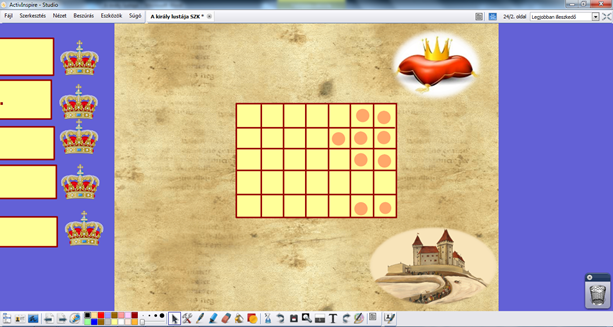 ActivInspire - Studio
Fájl Szerkesztés Nézet Beszúrás Eszközök Súgó A király lustája SZK * 24/2. oldal Legjobban illeszkedő
T